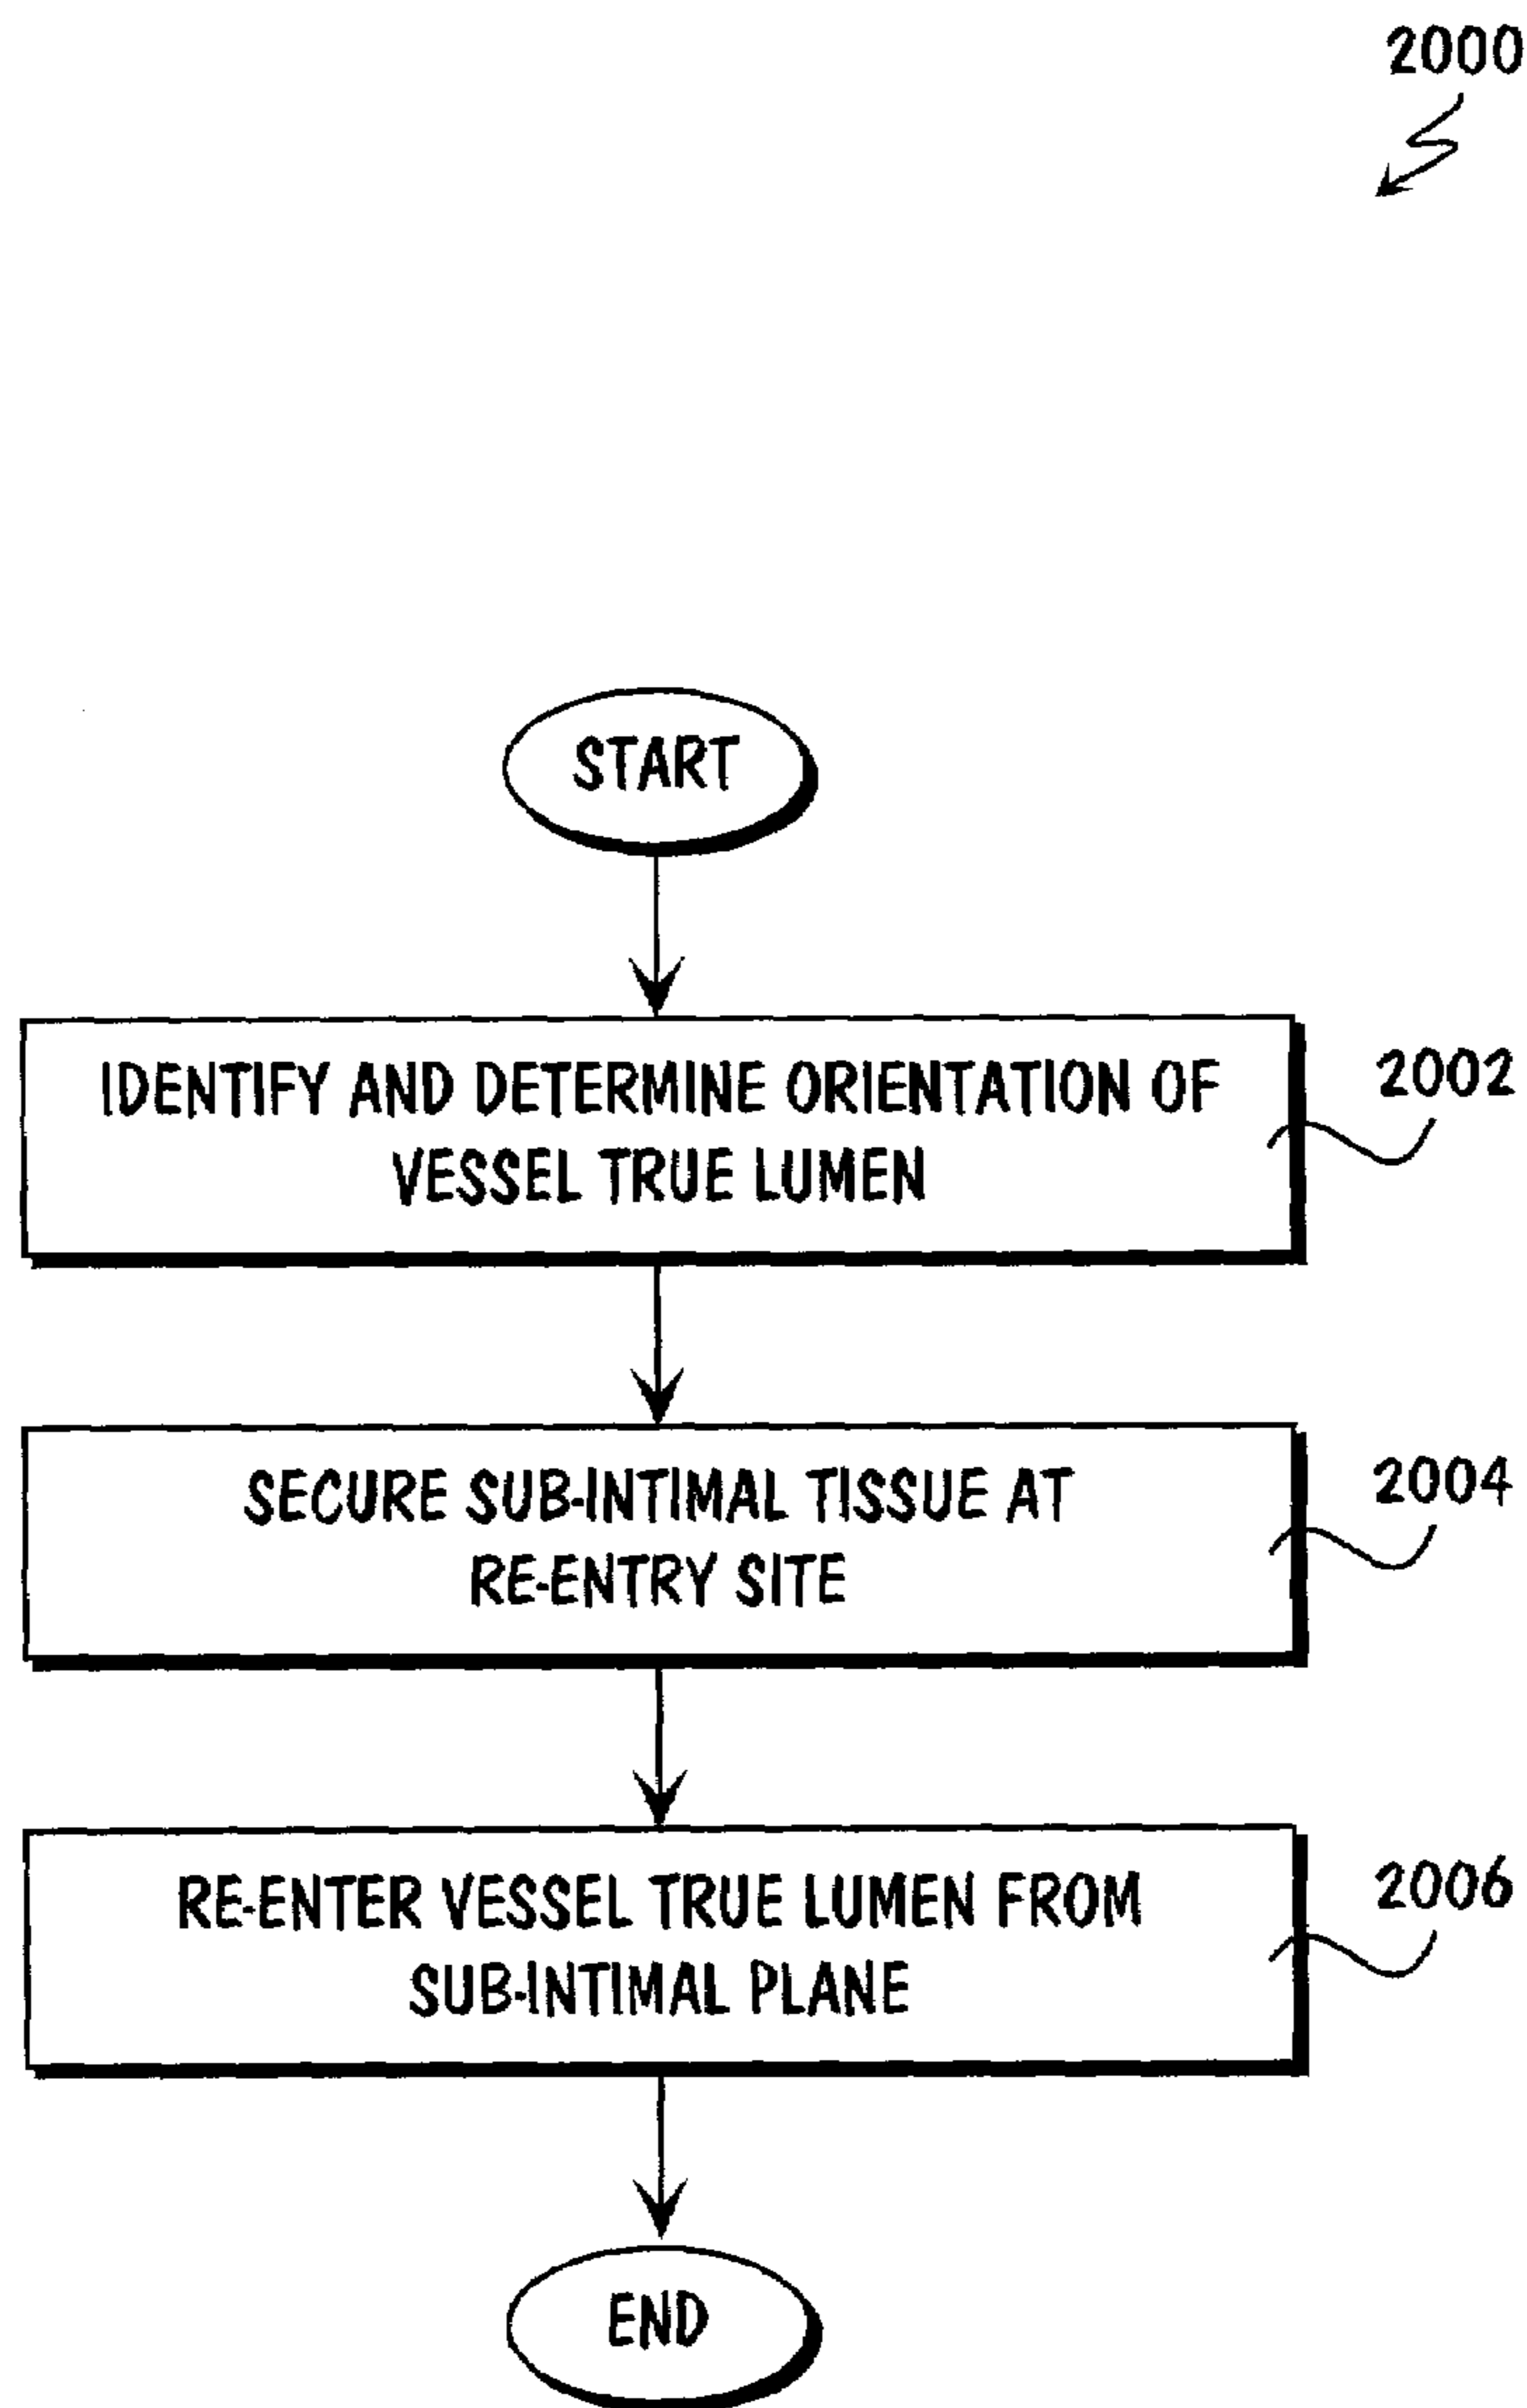 2000
START
IDENTIFY AND DETERMINE ORIENTATION OF
VESSEL TRUE LUMEN
2002
SECURE SUB-INTIMAL TISSUE AT
RE-ENTRY SITE
2004
RE-ENTER VESSEL TRUE LUMEN FROM
SUB-INTIMAL PLANE
2006
END